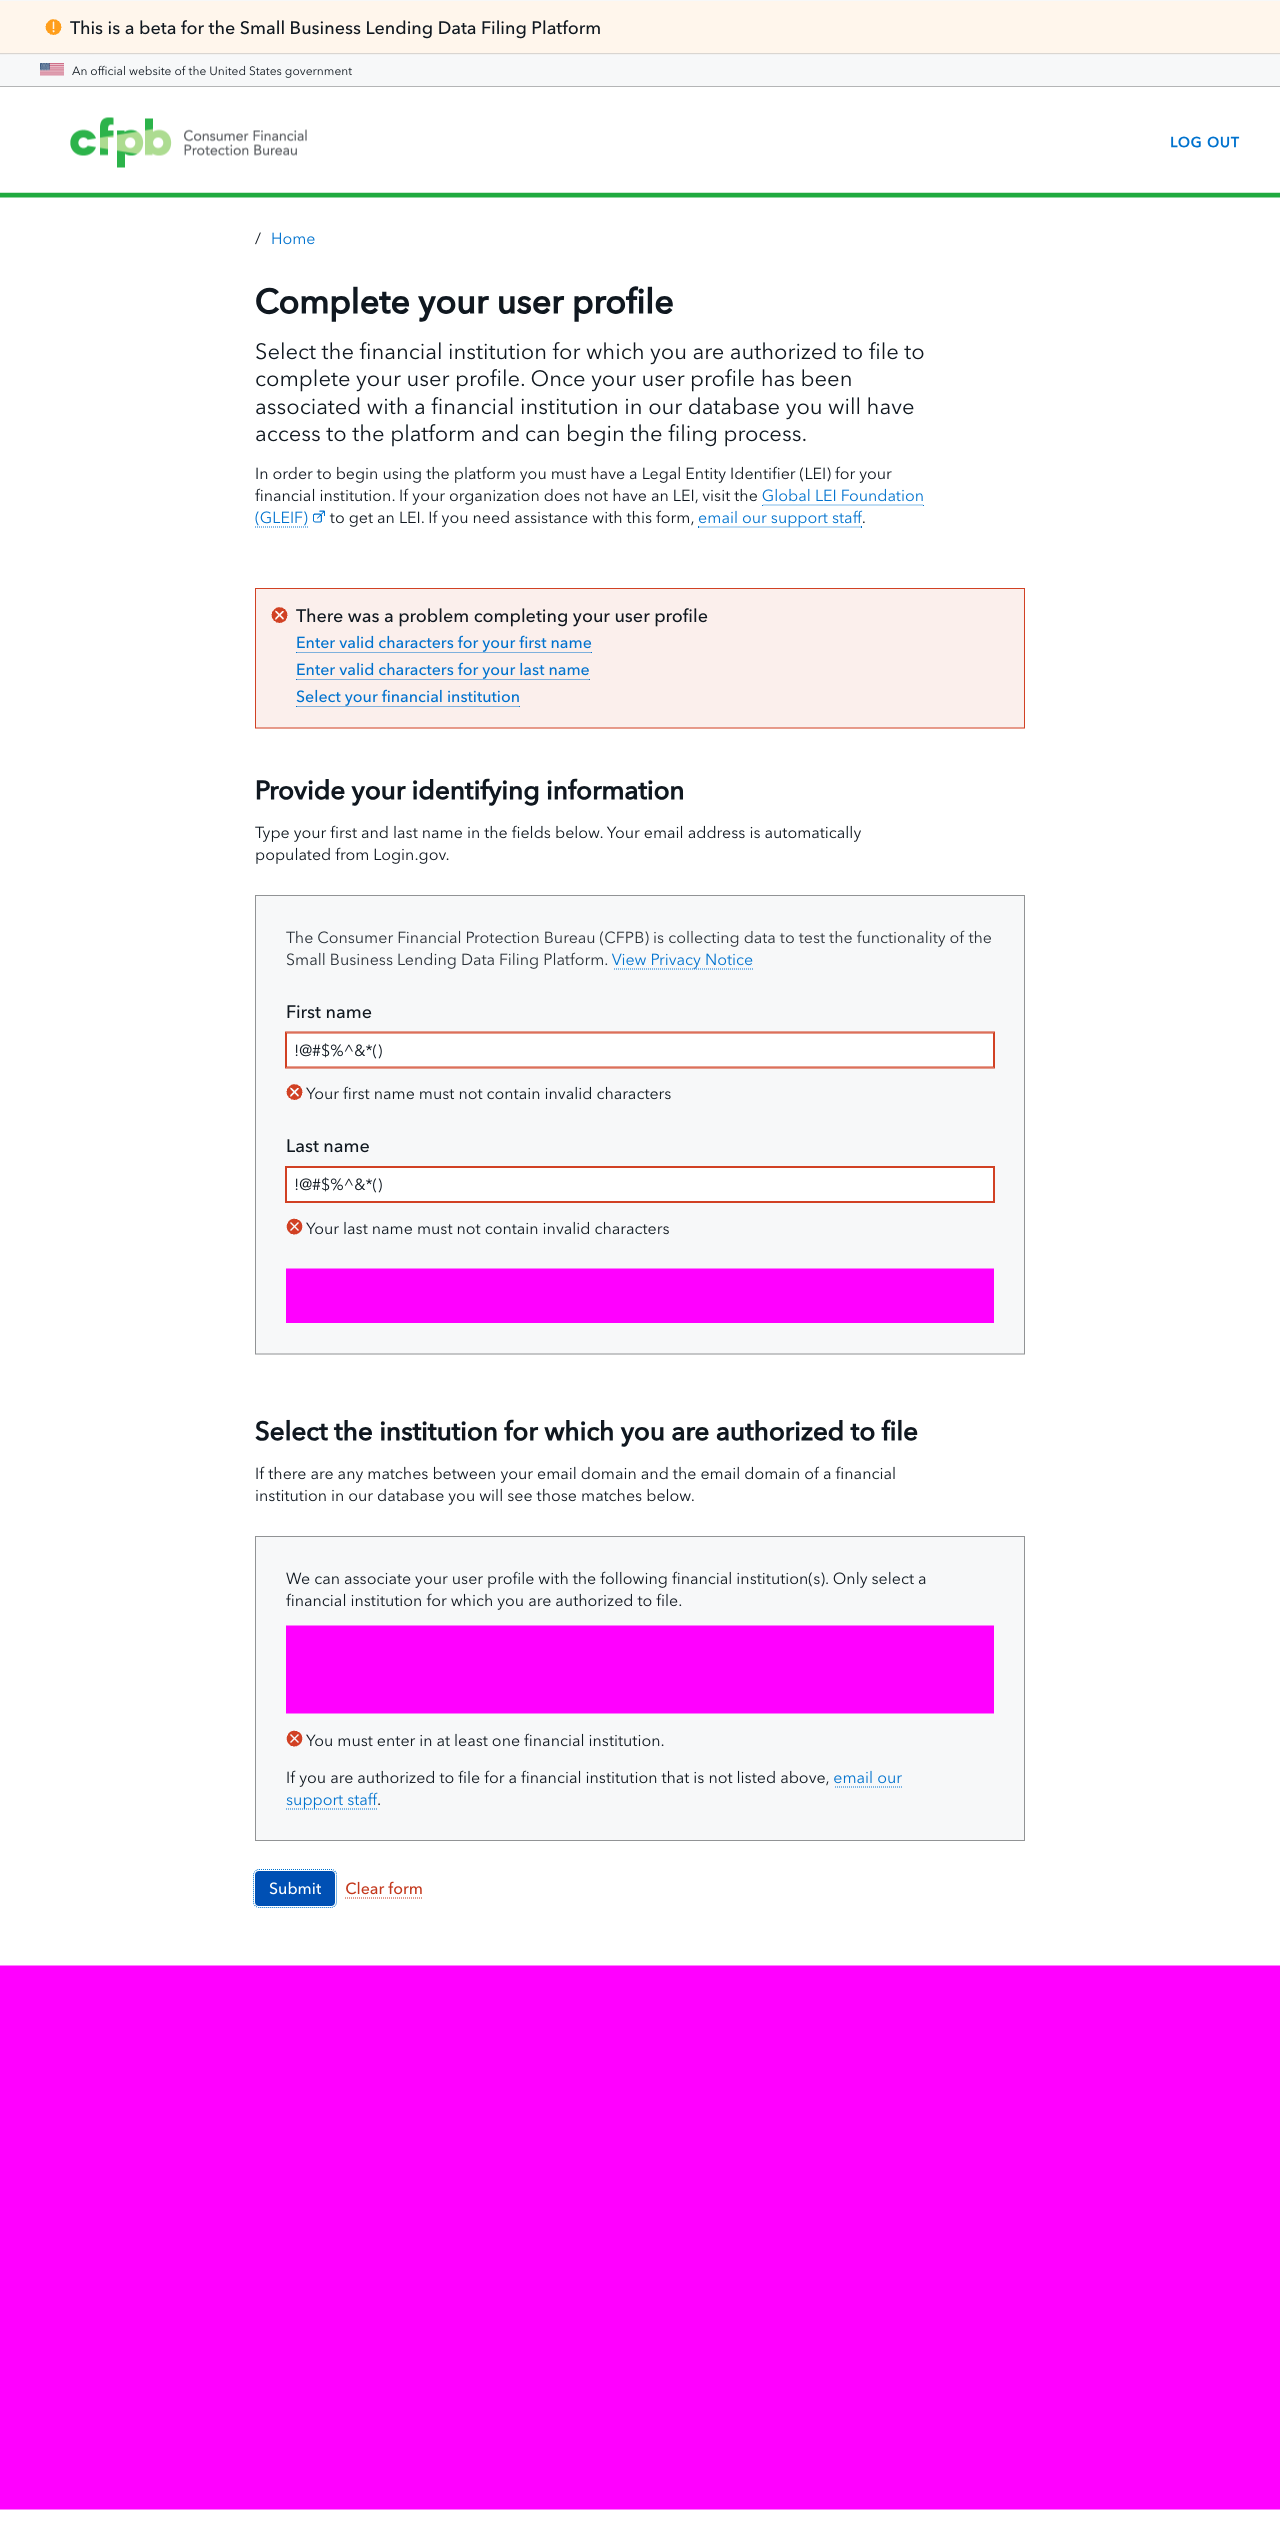 This is a beta for the Small Business Lending Data Filing Platform
An official website of the United States government
cfpb
Consumer Financial
Protection Bureau
LOG OUT
/ Home
Complete your user profile
Select the financial institution for which you are authorized to file to
complete your user profile. Once your user profile has been
associated with a financial institution in our database you will have
access to the platform and can begin the filing process.
In order to begin using the platform you must have a Legal Entity Identifier (LEI) for your
financial institution. If your organization does not have an LEI, visit the Global LEI Foundation
(GLEIF) to get an LEI. If you need assistance with this form, email our support staff.
There was a problem completing your user profile
Enter valid characters for your first name
Enter valid characters for your last name
Select your financial institution
Provide your identifying information
Type your first and last name in the fields below. Your email address is automatically
populated from Login.gov.
The Consumer Financial Protection Bureau (CFPB) is collecting data to test the functionality of the
Small Business Lending Data Filing Platform. View Privacy Notice
First name
!@#$%^&*()
Your first name must not contain invalid characters
Last name
!@#$%^&*()
Your last name must not contain invalid characters
Select the institution for which you are authorized to file
If there are any matches between your email domain and the email domain of a financial
institution in our database you will see those matches below.
We can associate your user profile with the following financial institution(s). Only select a
financial institution for which you are authorized to file.
You must enter in at least one financial institution.
If you are authorized to file for a financial institution that is not listed above, email our
support staff.
Submit Clear form